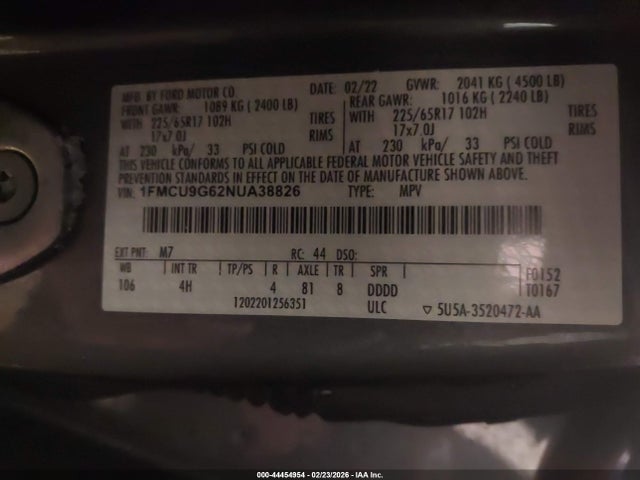 MFD. BY FORD MOTOR CO. DATE: 02/22 GVWR: 2041 KG ( 4500 LB)
FRONT GAWR: 1089 KG ( 2400 LB) REAR GAWR: 1016 KG ( 2240 LB)
WITH 225/65R17 102H TIRES WITH 225/65R17 102H TIRES
17x7.0J RIMS 17x7.0J RIMS
AT 230 kPa/ 33 PSI COLD AT 230 kPa/ 33 PSI COLD
THIS VEHICLE CONFORMS TO ALL APPLICABLE FEDERAL MOTOR VEHICLE SAFETY AND THEFT
PREVENTION STANDARDS IN EFFECT ON THE DATE OF MANUFACTURE SHOWN ABOVE.
VIN: 1FMCU9G62NUA38826 TYPE: MPV
EXT PNT: M7 RC: 44 DSO:
WB INT TR TP/PS R AXLE TR SPR F0152
106 4H 4 81 8 DDDD T0167
1202201256351 ULC ▽ 5U5A-3520472-AA
000-44454954 - 02/23/2026 - IAA Inc.